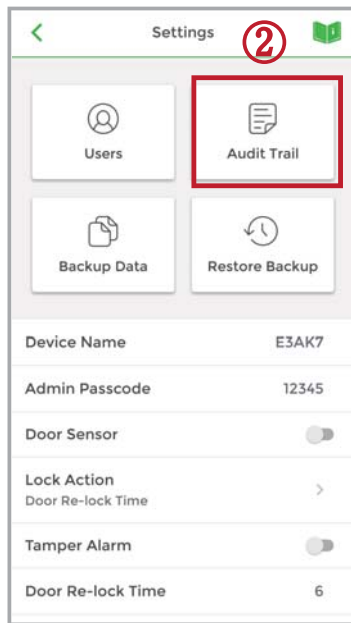 Settings
②
Users
Audit Trail
Backup Data
Restore Backup
Device Name E3AK7
Admin Passcode 12345
Door Sensor
Lock Action
Door Re-lock Time
Tamper Alarm
Door Re-lock Time 6